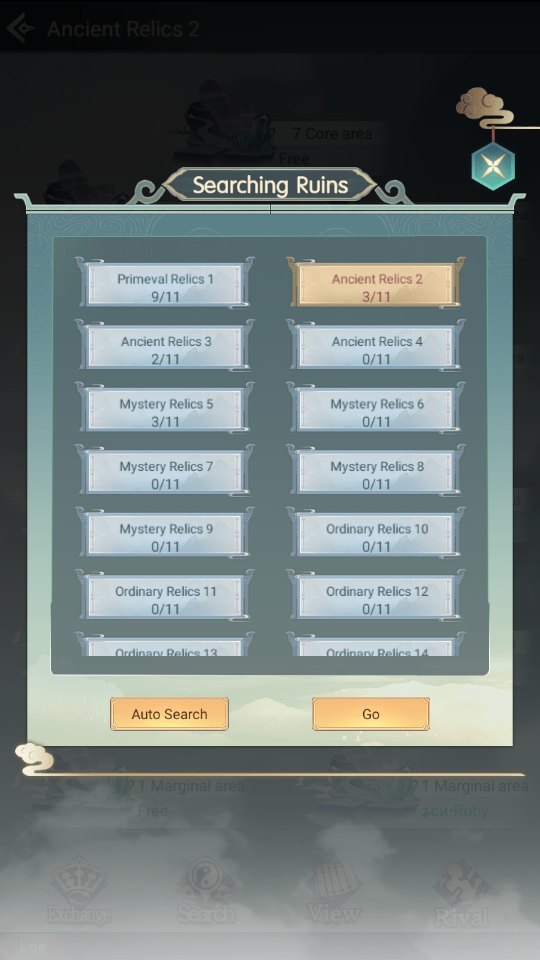 Ancient Relics 2
7 Core area
Free
Searching Ruins
Primeval Relics 1
9/11
Ancient Relics 2
3/11
Ancient Relics 3
2/11
Ancient Relics 4
0/11
Mystery Relics 5
3/11
Mystery Relics 6
0/11
Mystery Relics 7
0/11
Mystery Relics 8
0/11
Mystery Relics 9
0/11
Ordinary Relics 10
0/11
Ordinary Relics 11
0/11
Ordinary Relics 12
0/11
Ordinary Relics 13
Ordinary Relics 14
Auto Search
Go
1 Marginal area
Free
1 Marginal area
zєи•Ruby
Exchange
Search
View
Rival
Log